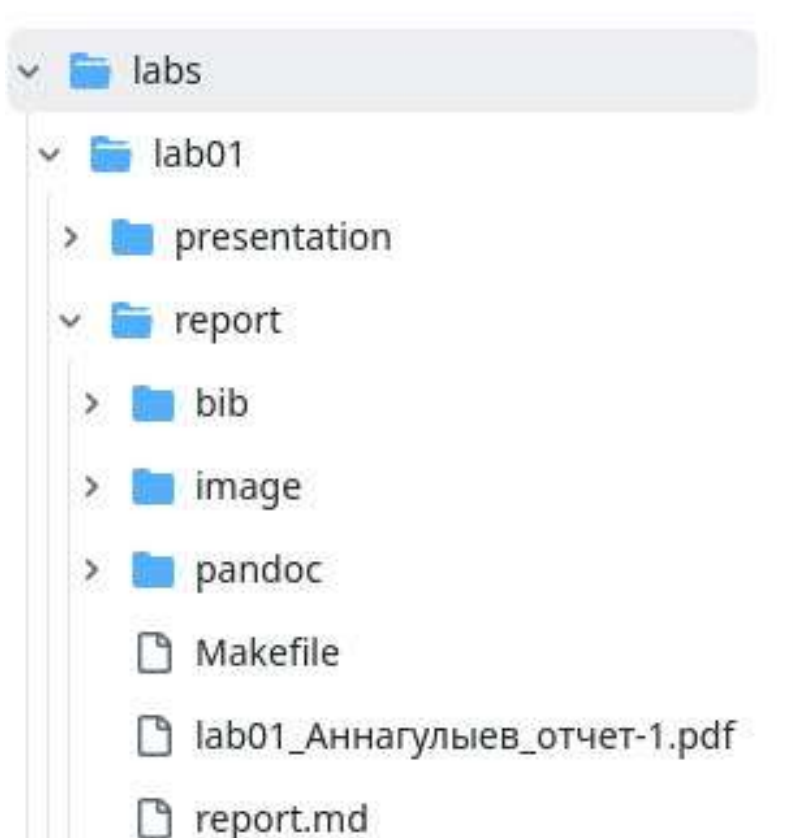 labs
lab01
presentation
report
bib
image
pandoc
Makefile
lab01_Аннагулыев_отчет-1.pdf
report.md